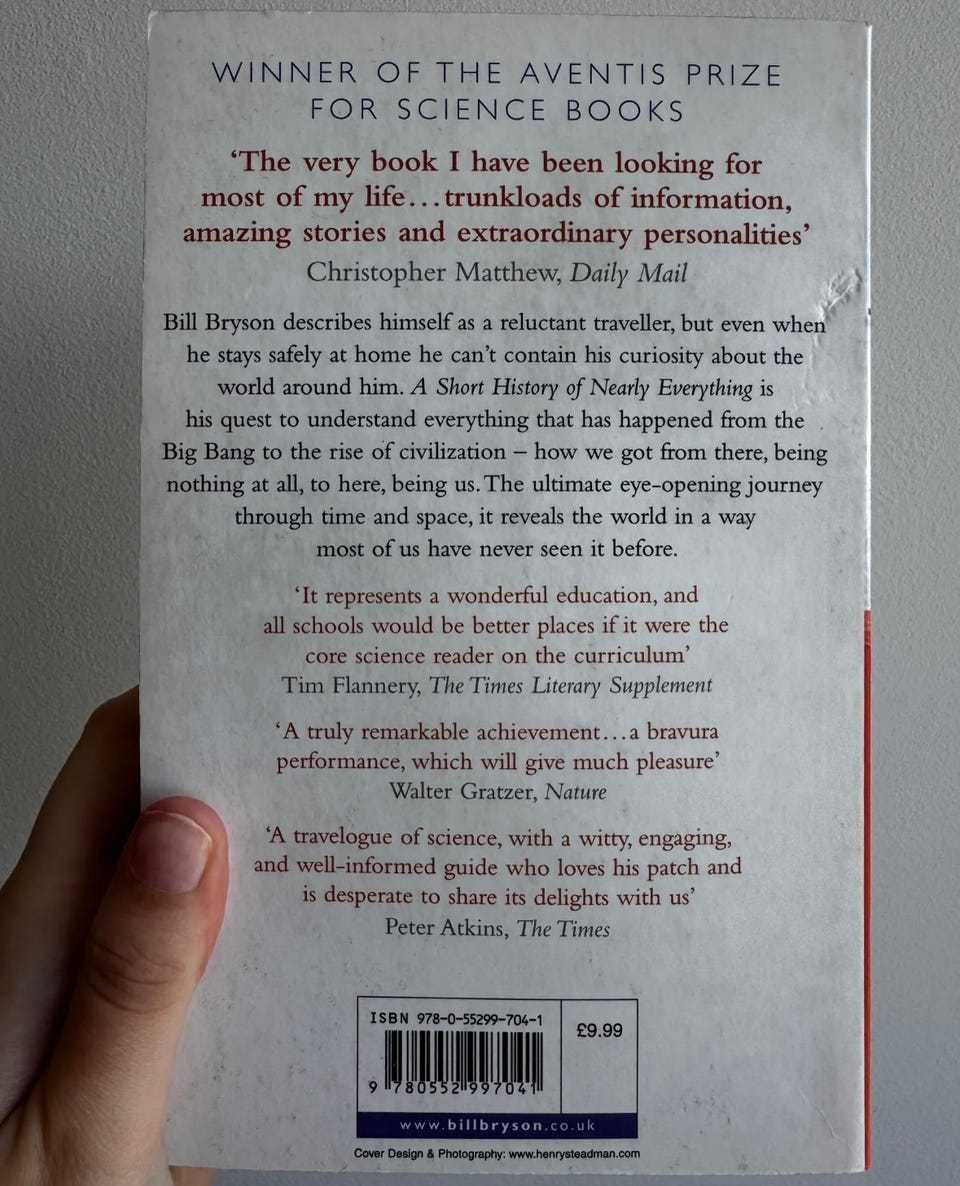 WINNER OF THE AVENTIS PRIZE
FOR SCIENCE BOOKS
‘The very book I have been looking for
most of my life...trunkloads of information,
amazing stories and extraordinary personalities’
Christopher Matthew, Daily Mail
Bill Bryson describes himself as a reluctant traveller, but even when
he stays safely at home he can’t contain his curiosity about the
world around him. A Short History of Nearly Everything is
his quest to understand everything that has happened from the
Big Bang to the rise of civilization – how we got from there, being
nothing at all, to here, being us. The ultimate eye-opening journey
through time and space, it reveals the world in a way
most of us have never seen it before.
‘It represents a wonderful education, and
all schools would be better places if it were the
core science reader on the curriculum’
Tim Flannery, The Times Literary Supplement
‘A truly remarkable achievement...a bravura
performance, which will give much pleasure’
Walter Gratzer, Nature
‘A travelogue of science, with a witty, engaging,
and well-informed guide who loves his patch and
is desperate to share its delights with us’
Peter Atkins, The Times
ISBN 978-0-55299-704-1
£9.99
9 780552 997041
www.billbryson.co.uk
Cover Design & Photography: www.henrysteadman.com